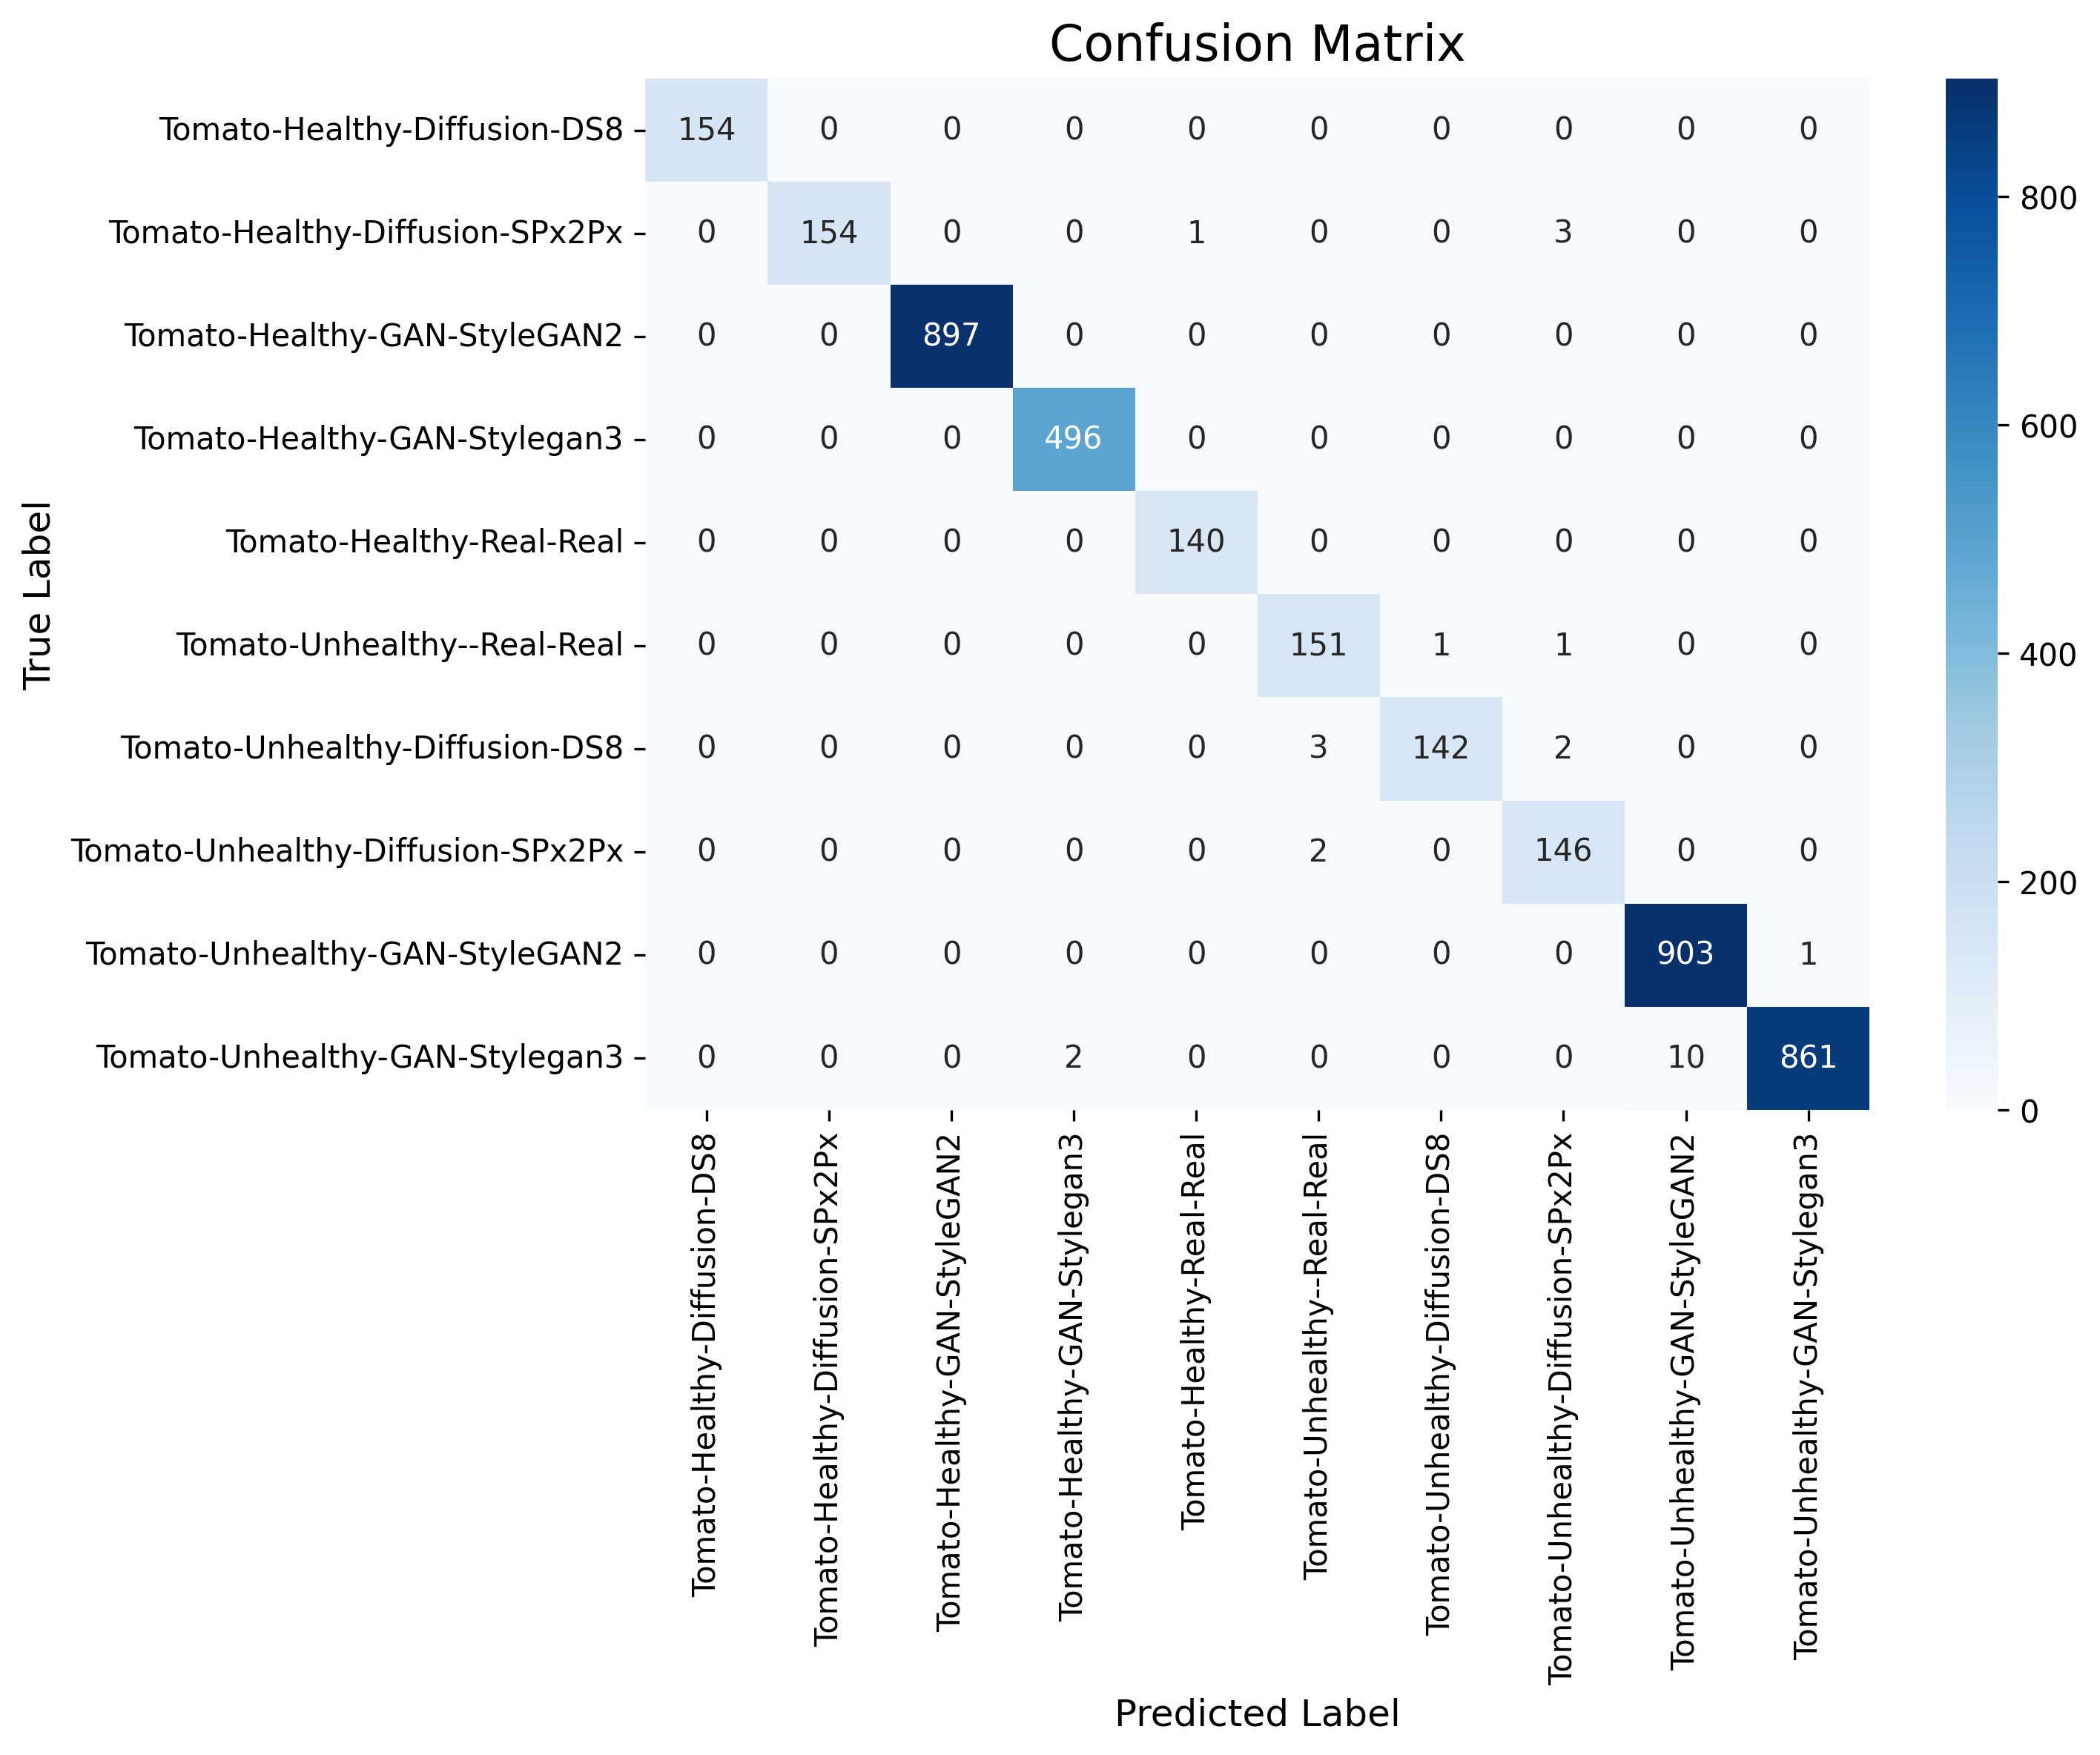 Confusion Matrix
Tomato-Healthy-Diffusion-DS8 154 0 0 0 0 0 0 0 0 0
Tomato-Healthy-Diffusion-SPx2Px 0 154 0 0 1 0 0 3 0 0
Tomato-Healthy-GAN-StyleGAN2 0 0 897 0 0 0 0 0 0 0
Tomato-Healthy-GAN-Stylegan3 0 0 0 496 0 0 0 0 0 0
Tomato-Healthy-Real-Real 0 0 0 0 140 0 0 0 0 0
Tomato-Unhealthy--Real-Real 0 0 0 0 0 151 1 1 0 0
Tomato-Unhealthy-Diffusion-DS8 0 0 0 0 0 3 142 2 0 0
Tomato-Unhealthy-Diffusion-SPx2Px 0 0 0 0 0 2 0 146 0 0
Tomato-Unhealthy-GAN-StyleGAN2 0 0 0 0 0 0 0 0 903 1
Tomato-Unhealthy-GAN-Stylegan3 0 0 0 2 0 0 0 0 10 861
True Label
Tomato-Healthy-Diffusion-DS8
Tomato-Healthy-Diffusion-SPx2Px
Tomato-Healthy-GAN-StyleGAN2
Tomato-Healthy-GAN-Stylegan3
Tomato-Healthy-Real-Real
Tomato-Unhealthy--Real-Real
Tomato-Unhealthy-Diffusion-DS8
Tomato-Unhealthy-Diffusion-SPx2Px
Tomato-Unhealthy-GAN-StyleGAN2
Tomato-Unhealthy-GAN-Stylegan3
Predicted Label
800
600
400
200
0